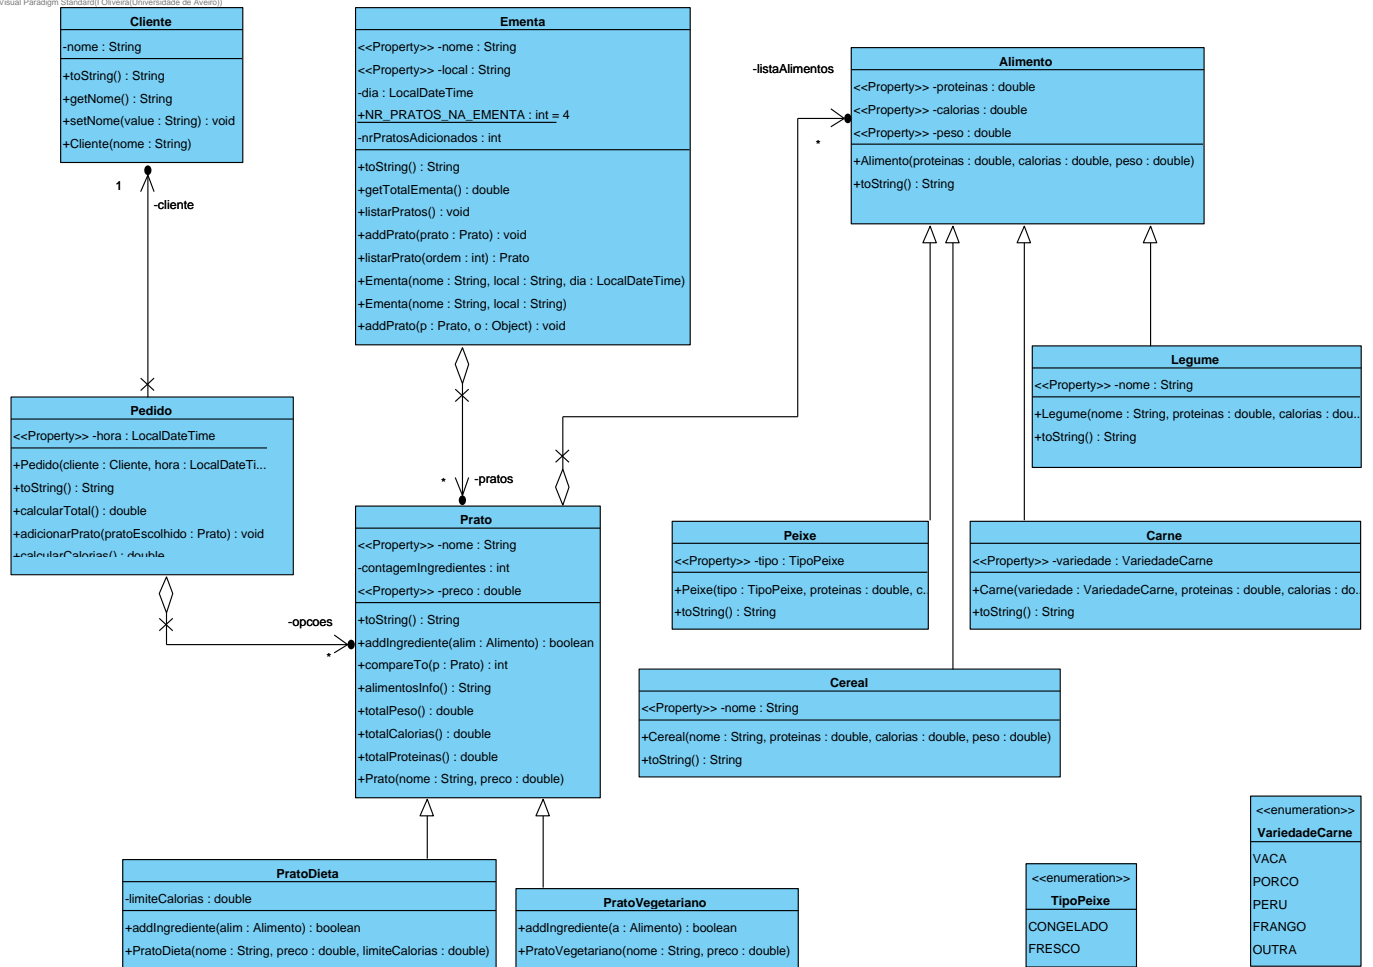 Visual Paradigm Standard(I Oliveira(Universidade de Aveiro))
Cliente
-nome : String
+toString() : String
+getNome() : String
+setNome(value : String) : void
+Cliente(nome : String)
1
-cliente
Ementa
<<Property>> -nome : String
<<Property>> -local : String
-dia : LocalDateTime
+NR_PRATOS_NA_EMENTA : int = 4
-nrPratosAdicionados : int
+toString() : String
+getTotalEmenta() : double
+listarPratos() : void
+addPrato(prato : Prato) : void
+listarPrato(ordem : int) : Prato
+Ementa(nome : String, local : String, dia : LocalDateTime)
+Ementa(nome : String, local : String)
+addPrato(p : Prato, o : Object) : void
-listaAlimentos
*
Alimento
<<Property>> -proteinas : double
<<Property>> -calorias : double
<<Property>> -peso : double
+Alimento(proteinas : double, calorias : double, peso : double)
+toString() : String
Legume
<<Property>> -nome : String
+Legume(nome : String, proteinas : double, calorias : dou..
+toString() : String
Pedido
<<Property>> -hora : LocalDateTime
+Pedido(cliente : Cliente, hora : LocalDateTi...
+toString() : String
+calcularTotal() : double
+adicionarPrato(pratoEscolhido : Prato) : void
+calcularCalorias() : double
* -pratos
-opcoes
*
Prato
<<Property>> -nome : String
-contagemIngredientes : int
<<Property>> -preco : double
+toString() : String
+addIngrediente(alim : Alimento) : boolean
+compareTo(p : Prato) : int
+alimentosInfo() : String
+totalPeso() : double
+totalCalorias() : double
+totalProteinas() : double
+Prato(nome : String, preco : double)
Peixe
<<Property>> -tipo : TipoPeixe
+Peixe(tipo : TipoPeixe, proteinas : double, c..
+toString() : String
Carne
<<Property>> -variedade : VariedadeCarne
+Carne(variedade : VariedadeCarne, proteinas : double, calorias : do..
+toString() : String
Cereal
<<Property>> -nome : String
+Cereal(nome : String, proteinas : double, calorias : double, peso : double)
+toString() : String
PratoDieta
-limiteCalorias : double
+addIngrediente(alim : Alimento) : boolean
+PratoDieta(nome : String, preco : double, limiteCalorias : double)
PratoVegetariano
+addIngrediente(a : Alimento) : boolean
+PratoVegetariano(nome : String, preco : double)
<<enumeration>>
TipoPeixe
CONGELADO
FRESCO
<<enumeration>>
VariedadeCarne
VACA
PORCO
PERU
FRANGO
OUTRA